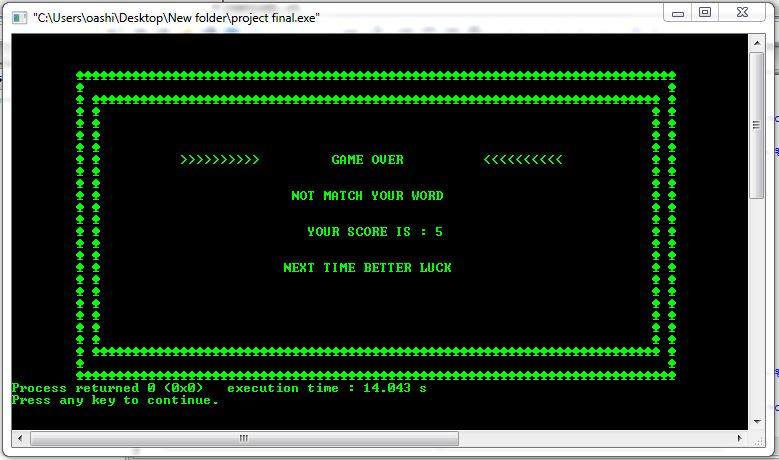 "C:\Users\oashi\Desktop\New folder\project final.exe"
>>>>>>>>>> GAME OVER <<<<<<<<<<
NOT MATCH YOUR WORD
YOUR SCORE IS : 5
NEXT TIME BETTER LUCK
Process returned 0 (0x0) execution time : 14.043 s
Press any key to continue.